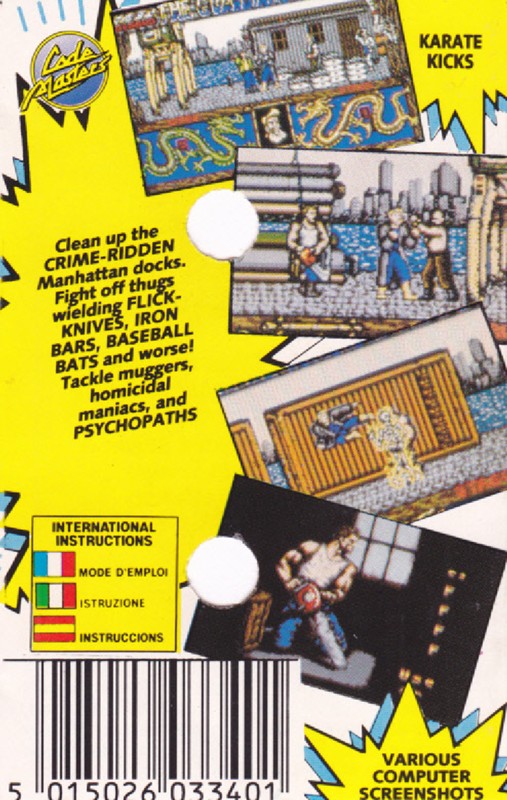 Code
Masters
KARATE
KICKS
Clean up the
CRIME-RIDDEN
Manhattan docks.
Fight off thugs
wielding FLICK-
KNIVES, IRON
BARS, BASEBALL
BATS and worse!
Tackle muggers,
homicidal
maniacs, and
PSYCHOPATHS
INTERNATIONAL
INSTRUCTIONS
MODE D'EMPLOI
ISTRUZIONE
INSTRUCCIONS
5 015026 033401
VARIOUS
COMPUTER
SCREENSHOTS